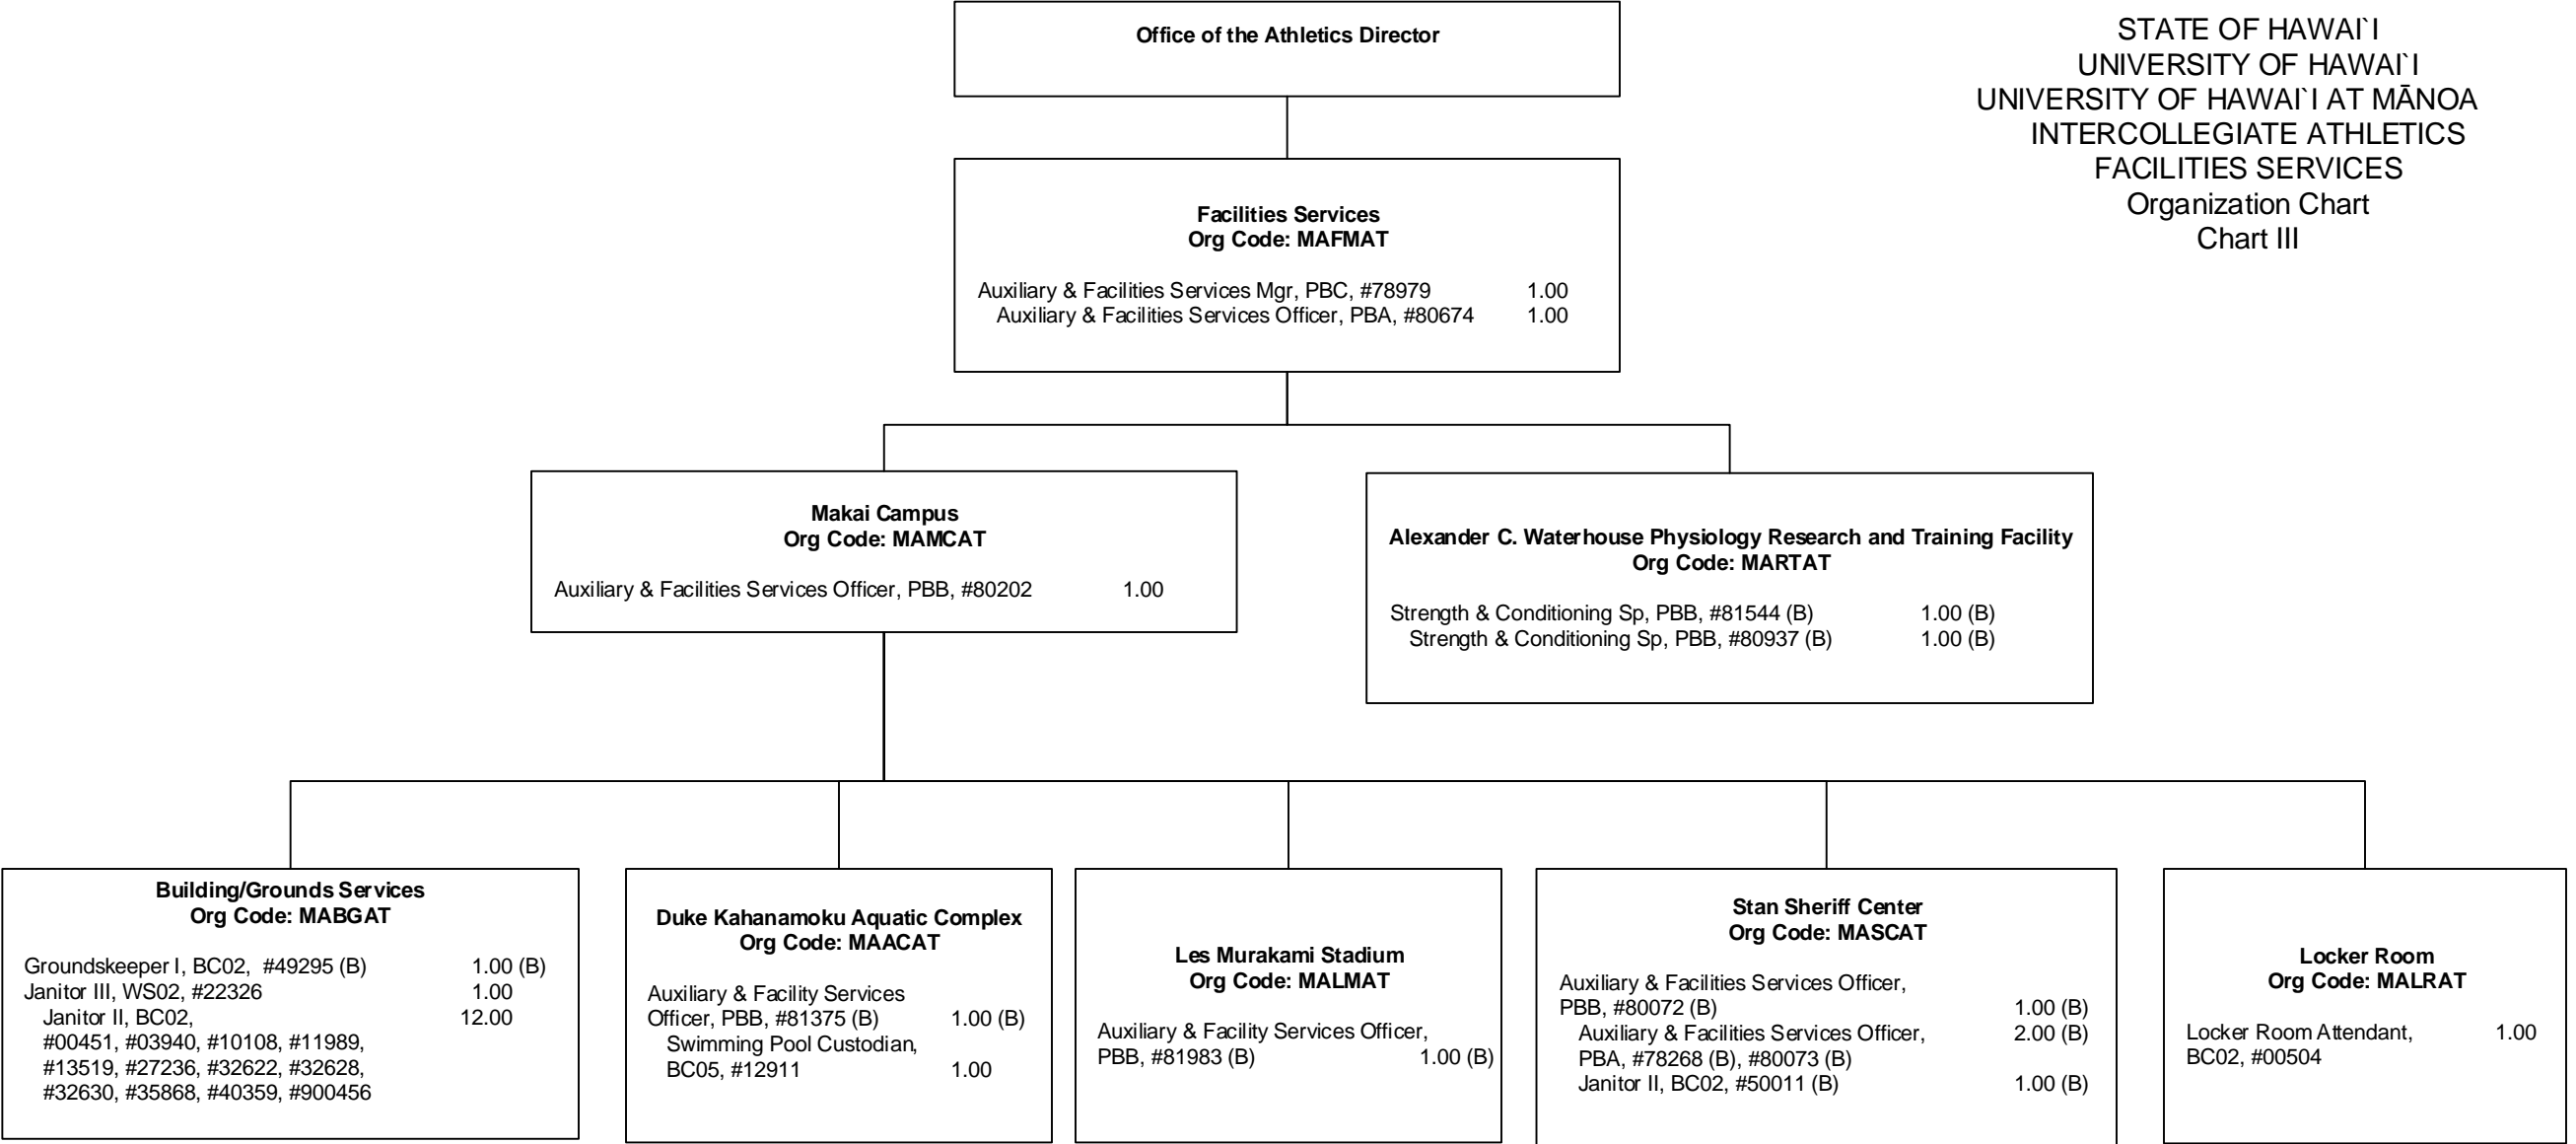 Office of the Athletics Director
STATE OF HAWAI`I
UNIVERSITY OF HAWAI`I
UNIVERSITY OF HAWAI`I AT MĀNOA
INTERCOLLEGIATE ATHLETICS
FACILITIES SERVICES
Organization Chart
Chart III
Facilities Services
Org Code: MAFMAT
Auxiliary & Facilities Services Mgr, PBC, #78979 1.00
Auxiliary & Facilities Services Officer, PBA, #80674 1.00
Makai Campus
Org Code: MAMCAT
Auxiliary & Facilities Services Officer, PBB, #80202 1.00
Alexander C. Waterhouse Physiology Research and Training Facility
Org Code: MARTAT
Strength & Conditioning Sp, PBB, #81544 (B) 1.00 (B)
Strength & Conditioning Sp, PBB, #80937 (B) 1.00 (B)
Building/Grounds Services
Org Code: MABGAT
Groundskeeper I, BC02, #49295 (B) 1.00 (B)
Janitor III, WS02, #22326 1.00
Janitor II, BC02, 12.00
#00451, #03940, #10108, #11989,
#13519, #27236, #32622, #32628,
#32630, #35868, #40359, #900456
Duke Kahanamoku Aquatic Complex
Org Code: MAACAT
Auxiliary & Facility Services
Officer, PBB, #81375 (B) 1.00 (B)
Swimming Pool Custodian,
BC05, #12911 1.00
Les Murakami Stadium
Org Code: MALMAT
Auxiliary & Facility Services Officer,
PBB, #81983 (B) 1.00 (B)
Stan Sheriff Center
Org Code: MASCAT
Auxiliary & Facilities Services Officer,
PBB, #80072 (B) 1.00 (B)
Auxiliary & Facilities Services Officer, 2.00 (B)
PBA, #78268 (B), #80073 (B)
Janitor II, BC02, #50011 (B) 1.00 (B)
Locker Room
Org Code: MALRAT
Locker Room Attendant, 1.00
BC02, #00504